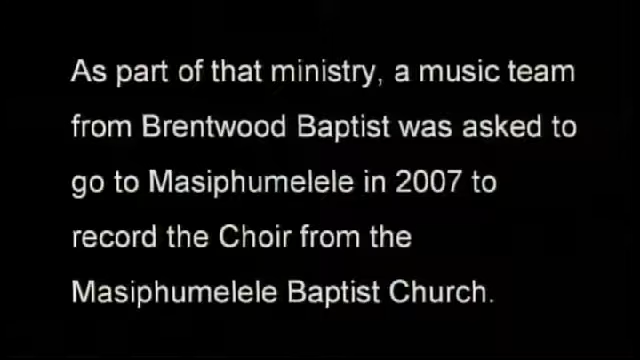 As part of that ministry, a music team
from Brentwood Baptist was asked to
go to Masiphumelele in 2007 to
record the Choir from the
Masiphumelele Baptist Church.